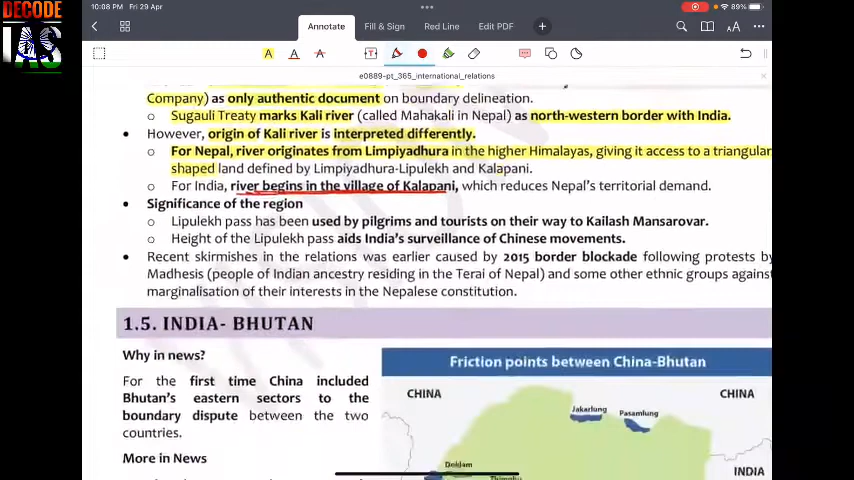 DECODE
IAS
10:08 PM Fri 29 Apr
89%
Annotate
Fill & Sign
Red Line
Edit PDF
e0889-pt_365_international_relations
Company) as only authentic document on boundary delineation.
o Sugauli Treaty marks Kali river (called Mahakali in Nepal) as north-western border with India.
• However, origin of Kali river is interpreted differently.
o For Nepal, river originates from Limpiyadhura in the higher Himalayas, giving it access to a triangular
shaped land defined by Limpiyadhura-Lipulekh and Kalapani.
o For India, river begins in the village of Kalapani, which reduces Nepal's territorial demand.
• Significance of the region
o Lipulekh pass has been used by pilgrims and tourists on their way to Kailash Mansarovar.
o Height of the Lipulekh pass aids India's surveillance of Chinese movements.
• Recent skirmishes in the relations was earlier caused by 2015 border blockade following protests by
Madhesis (people of Indian ancestry residing in the Terai of Nepal) and some other ethnic groups against
marginalisation of their interests in the Nepalese constitution.
1.5. INDIA- BHUTAN
Why in news?
For the first time China included
Bhutan's eastern sectors to the
boundary dispute between the two
countries.
More in News
Friction points between China-Bhutan
CHINA
CHINA
Jakarlung
Pasamlung
INDIA
Doklam